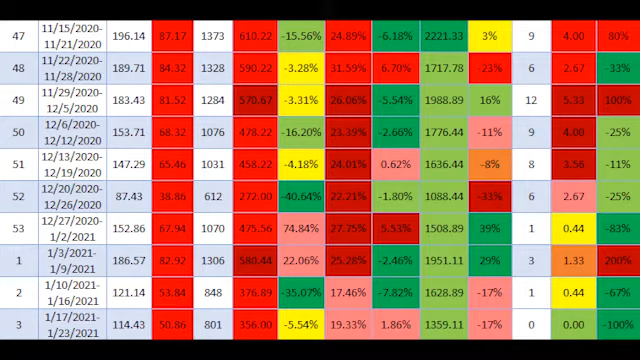 47 11/15/2020- 11/21/2020 196.14 87.17 1373 610.22 -15.56% 24.89% -6.18% 2221.33 3% 9 4.00 80%
48 11/22/2020- 11/28/2020 189.71 84.32 1328 590.22 -3.28% 31.59% 6.70% 1717.78 -23% 6 2.67 -33%
49 11/29/2020- 12/5/2020 183.43 81.52 1284 570.67 -3.31% 26.06% -5.54% 1988.89 16% 12 5.33 100%
50 12/6/2020- 12/12/2020 153.71 68.32 1076 478.22 -16.20% 23.39% -2.66% 1776.44 -11% 9 4.00 -25%
51 12/13/2020- 12/19/2020 147.29 65.46 1031 458.22 -4.18% 24.01% 0.62% 1636.44 -8% 8 3.56 -11%
52 12/20/2020- 12/26/2020 87.43 38.86 612 272.00 -40.64% 22.21% -1.80% 1088.44 -33% 6 2.67 -25%
53 12/27/2020- 1/2/2021 152.86 67.94 1070 475.56 74.84% 27.75% 5.53% 1508.89 39% 1 0.44 -83%
1 1/3/2021- 1/9/2021 186.57 82.92 1306 580.44 22.06% 25.28% -2.46% 1951.11 29% 3 1.33 200%
2 1/10/2021- 1/16/2021 121.14 53.84 848 376.89 -35.07% 17.46% -7.82% 1628.89 -17% 1 0.44 -67%
3 1/17/2021- 1/23/2021 114.43 50.86 801 356.00 -5.54% 19.33% 1.86% 1359.11 -17% 0 0.00 -100%